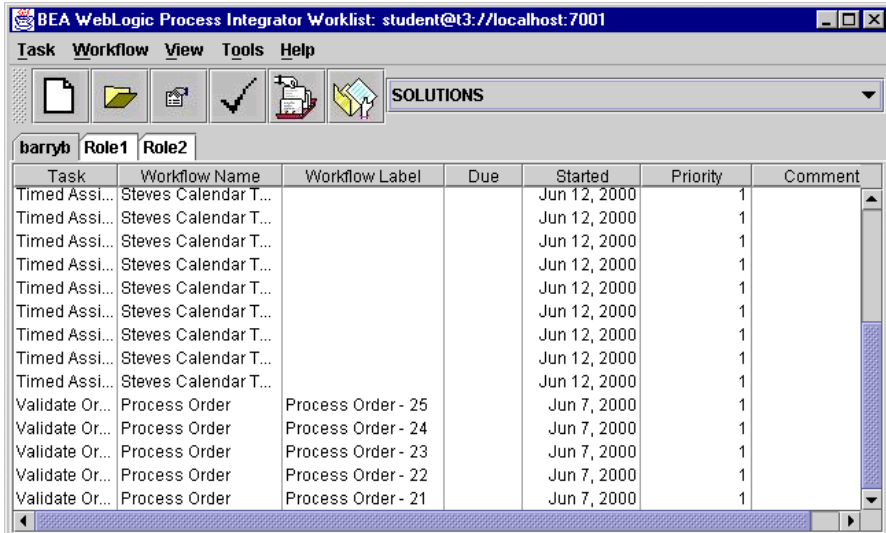 BEA WebLogic Process Integrator Worklist: student@t3://localhost:7001
Task Workflow View Tools Help
SOLUTIONS
barryb Role1 Role2
Task Workflow Name Workflow Label Due Started Priority Comment
Timed Assi... Steves Calendar T... Jun 12, 2000 1
Timed Assi... Steves Calendar T... Jun 12, 2000 1
Timed Assi... Steves Calendar T... Jun 12, 2000 1
Timed Assi... Steves Calendar T... Jun 12, 2000 1
Timed Assi... Steves Calendar T... Jun 12, 2000 1
Timed Assi... Steves Calendar T... Jun 12, 2000 1
Timed Assi... Steves Calendar T... Jun 12, 2000 1
Timed Assi... Steves Calendar T... Jun 12, 2000 1
Timed Assi... Steves Calendar T... Jun 12, 2000 1
Validate Or... Process Order Process Order - 25 Jun 7, 2000 1
Validate Or... Process Order Process Order - 24 Jun 7, 2000 1
Validate Or... Process Order Process Order - 23 Jun 7, 2000 1
Validate Or... Process Order Process Order - 22 Jun 7, 2000 1
Validate Or... Process Order Process Order - 21 Jun 7, 2000 1